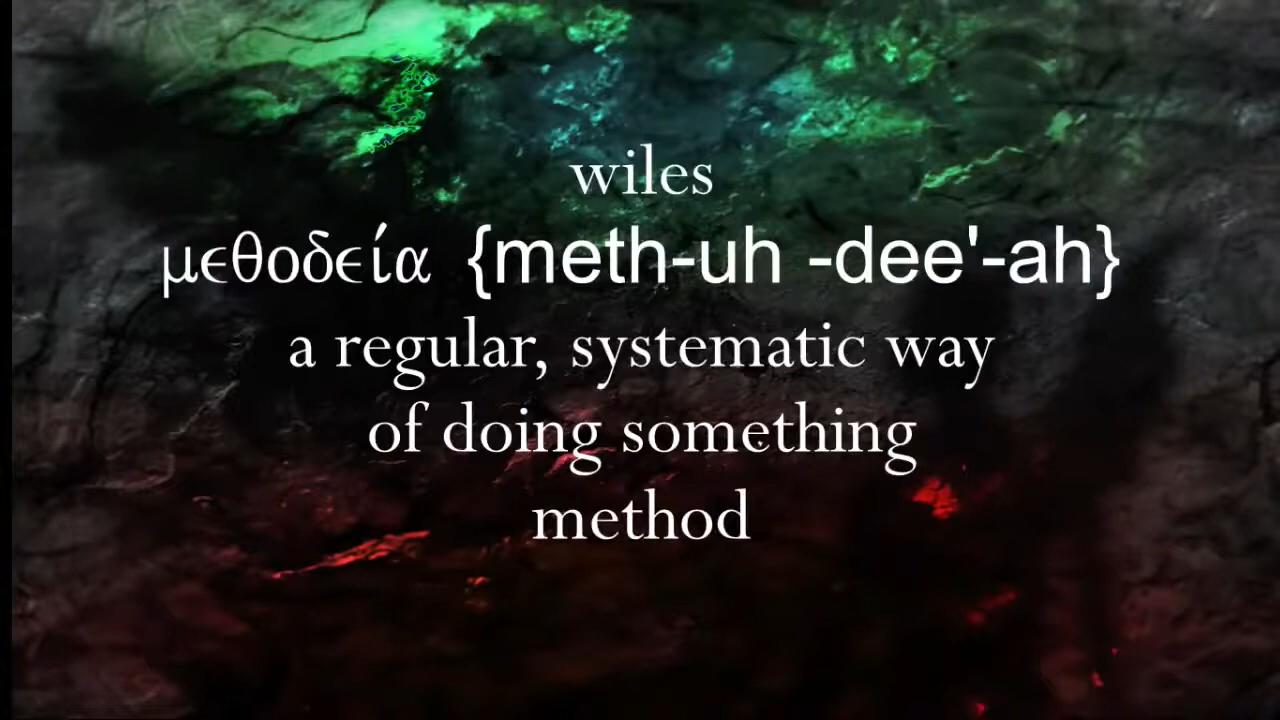 wiles
μεθοδεία {meth-uh -dee'-ah}
a regular, systematic way
of doing something
method